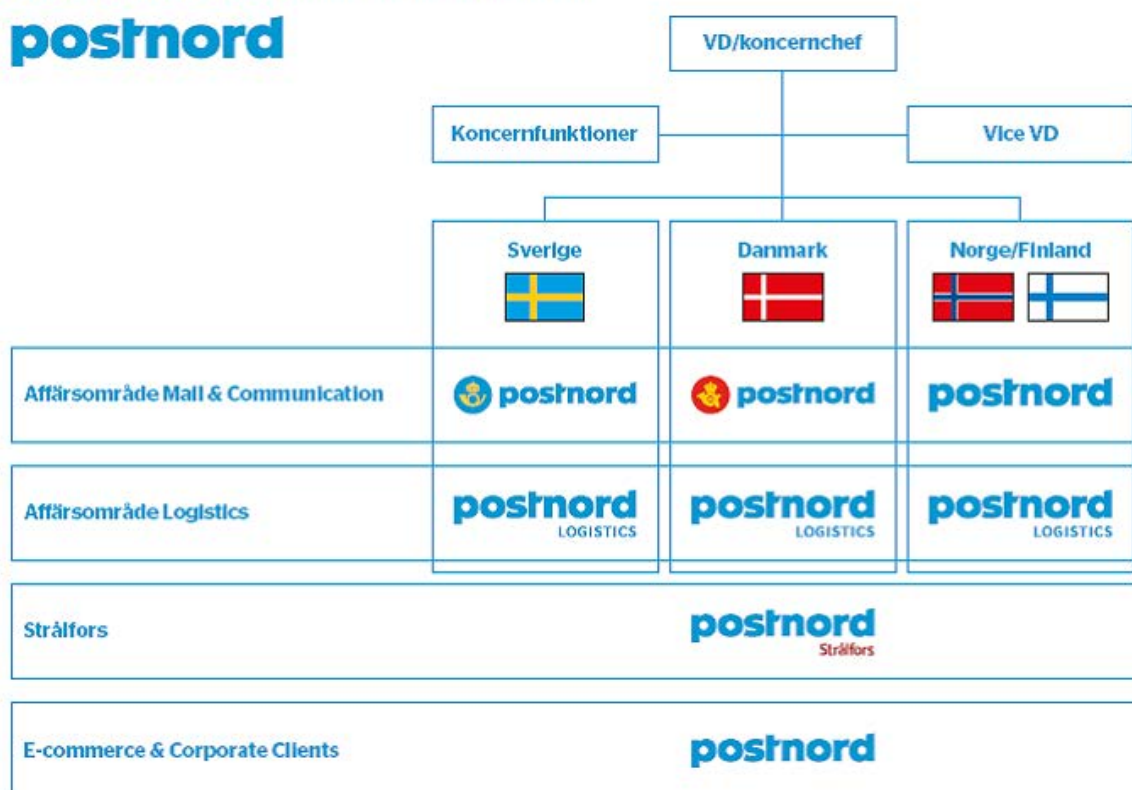 postnord
VD/koncernchef
Koncernfunktioner
Vice VD
Sverige
Danmark
Norge/Finland
Affärsområde Mail & Communication
postnord
postnord
postnord
Affärsområde Logistics
postnord
LOGISTICS
postnord
LOGISTICS
postnord
LOGISTICS
Strålfors
postnord
Strålfors
E-commerce & Corporate Clients
postnord